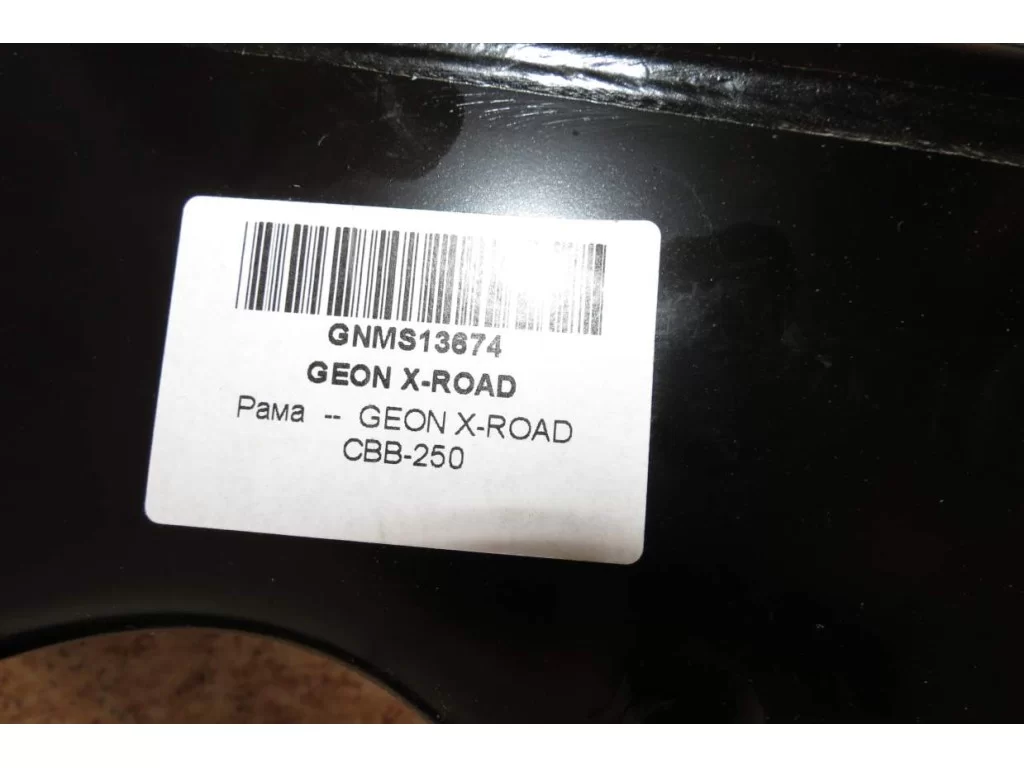 GNMS13674
GEON X-ROAD
Рама -- GEON X-ROAD
CBB-250